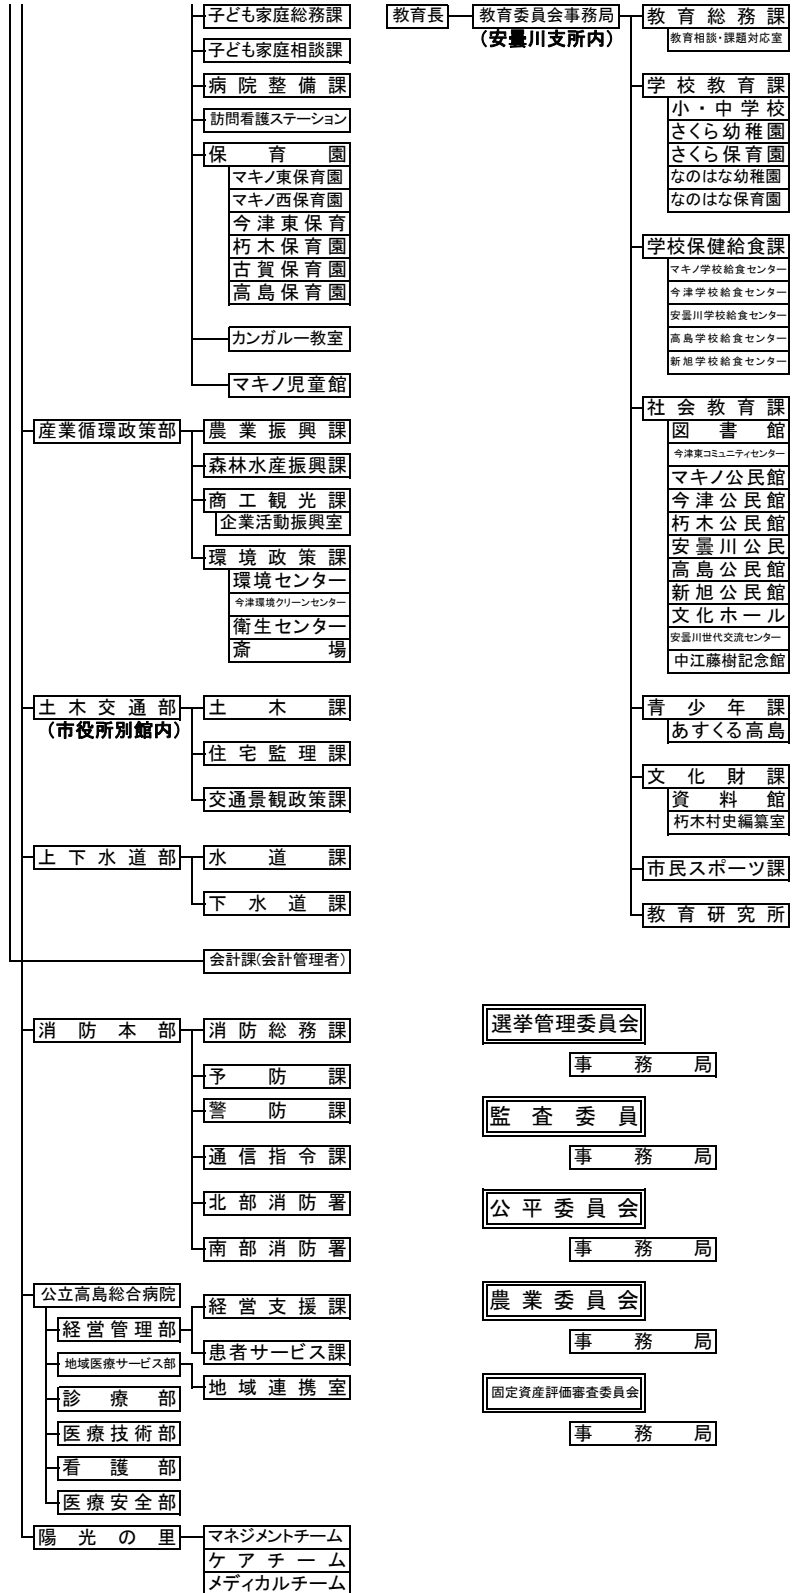 子ども家庭総務課
子ども家庭相談課
病院整備課
訪問看護ステーション
保育園
マキノ東保育園
マキノ西保育園
今津東保育
朽木保育園
古賀保育園
高島保育園
カンガルー教室
マキノ児童館
産業循環政策部
農業振興課
森林水産振興課
商工観光課
企業活動振興室
環境政策課
環境センター
今津環境クリーンセンター
衛生センター
斎場
土木交通部
(市役所別館内)
土木課
住宅監理課
交通景観政策課
上下水道部
水道課
下水道課
会計課(会計管理者)
消防本部
消防総務課
予防課
警防課
通信指令課
北部消防署
南部消防署
公立高島総合病院
経営管理部
経営支援課
患者サービス課
地域医療サービス部
地域連携室
診療部
医療技術部
看護部
医療安全部
陽光の里
マネジメントチーム
ケアチーム
メディカルチーム
教育長
教育委員会事務局
(安曇川支所内)
教育総務課
教育相談・課題対応室
学校教育課
小・中学校
さくら幼稚園
さくら保育園
なのはな幼稚園
なのはな保育園
学校保健給食課
マキノ学校給食センター
今津学校給食センター
安曇川学校給食センター
高島学校給食センター
新旭学校給食センター
社会教育課
図書館
今津東コミュニティセンター
マキノ公民館
今津公民館
朽木公民館
安曇川公民
高島公民館
新旭公民館
文化ホール
安曇川世代交流センター
中江藤樹記念館
青少年課
あすくる高島
文化財課
資料館
朽木村史編纂室
市民スポーツ課
教育研究所
選挙管理委員会
事務局
監査委員
事務局
公平委員会
事務局
農業委員会
事務局
固定資産評価審査委員会
事務局